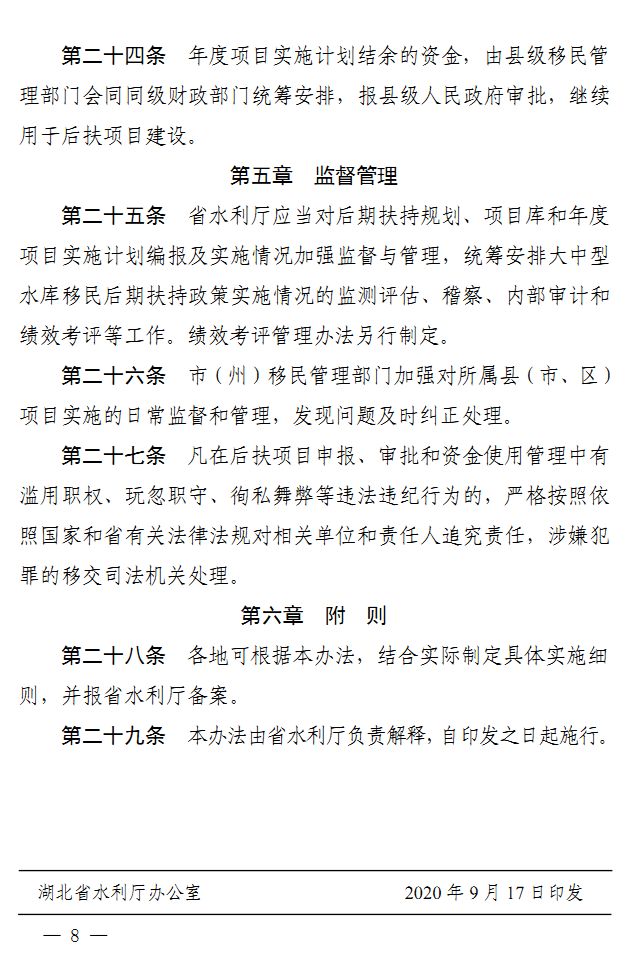 第二十四条　年度项目实施计划结余的资金，由县级移民管
理部门会同同级财政部门统筹安排，报县级人民政府审批，继续
用于后扶项目建设。
第五章　监督管理
第二十五条　省水利厅应当对后期扶持规划、项目库和年度
项目实施计划编报及实施情况加强监督与管理，统筹安排大中型
水库移民后期扶持政策实施情况的监测评估、稽察、内部审计和
绩效考评等工作。绩效考评管理办法另行制定。
第二十六条　市（州）移民管理部门加强对所属县（市、区）
项目实施的日常监督和管理，发现问题及时纠正处理。
第二十七条　凡在后扶项目申报、审批和资金使用管理中有
滥用职权、玩忽职守、徇私舞弊等违法违纪行为的，严格按照依
照国家和省有关法律法规对相关单位和责任人追究责任，涉嫌犯
罪的移交司法机关处理。
第六章　附　则
第二十八条　各地可根据本办法，结合实际制定具体实施细
则，并报省水利厅备案。
第二十九条　本办法由省水利厅负责解释，自印发之日起施行。
湖北省水利厅办公室　2020 年 9 月 17 日印发
— 8 —